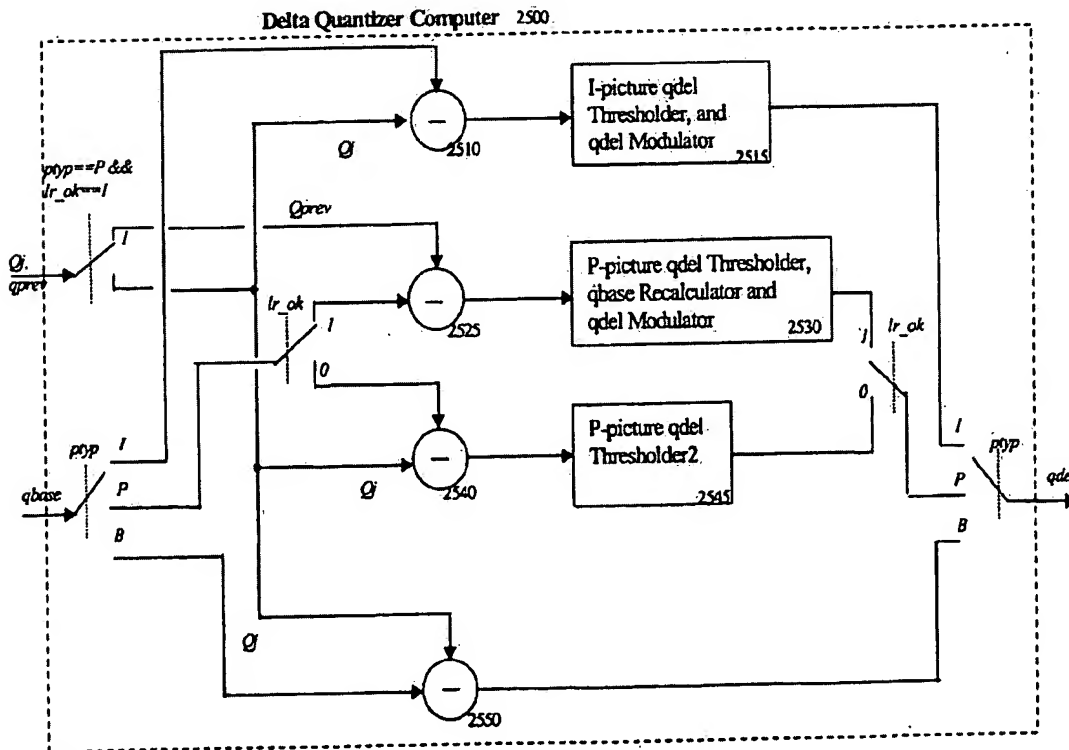 Delta Quantizer Computer 2500
I-picture qdel
Thresholder, and
qdel Modulator
2515
2510
Qj
ptyp==P &&
lr_ok==1
Qprev
1
Qj,
qprev
P-picture qdel Thresholder,
qbase Recalculator and
qdel Modulator
2530
2525
lr_ok
1
0
lr_ok
1
0
P-picture qdel
Thresholder2
2545
2540
Qj
ptyp
I
P
B
qbase
I
P
B
ptyp
qdel
Qj
2550